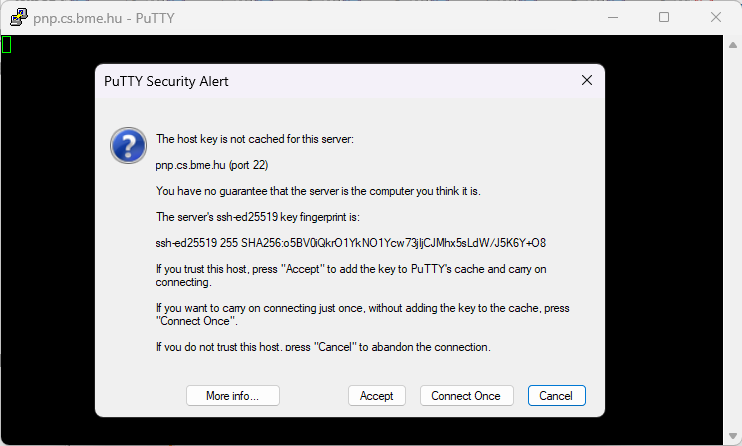 pnp.cs.bme.hu - PuTTY
PuTTY Security Alert
The host key is not cached for this server:
pnp.cs.bme.hu (port 22)
You have no guarantee that the server is the computer you think it is.
The server's ssh-ed25519 key fingerprint is:
ssh-ed25519 255 SHA256:o5BV0iQkrO1YkNO1Ycw73jIjCJMhx5sLdW/J5K6Y+O8
If you trust this host, press "Accept" to add the key to PuTTY's cache and carry on
connecting.
If you want to carry on connecting just once, without adding the key to the cache, press
"Connect Once".
If you do not trust this host, press "Cancel" to abandon the connection.
More info...
Accept
Connect Once
Cancel